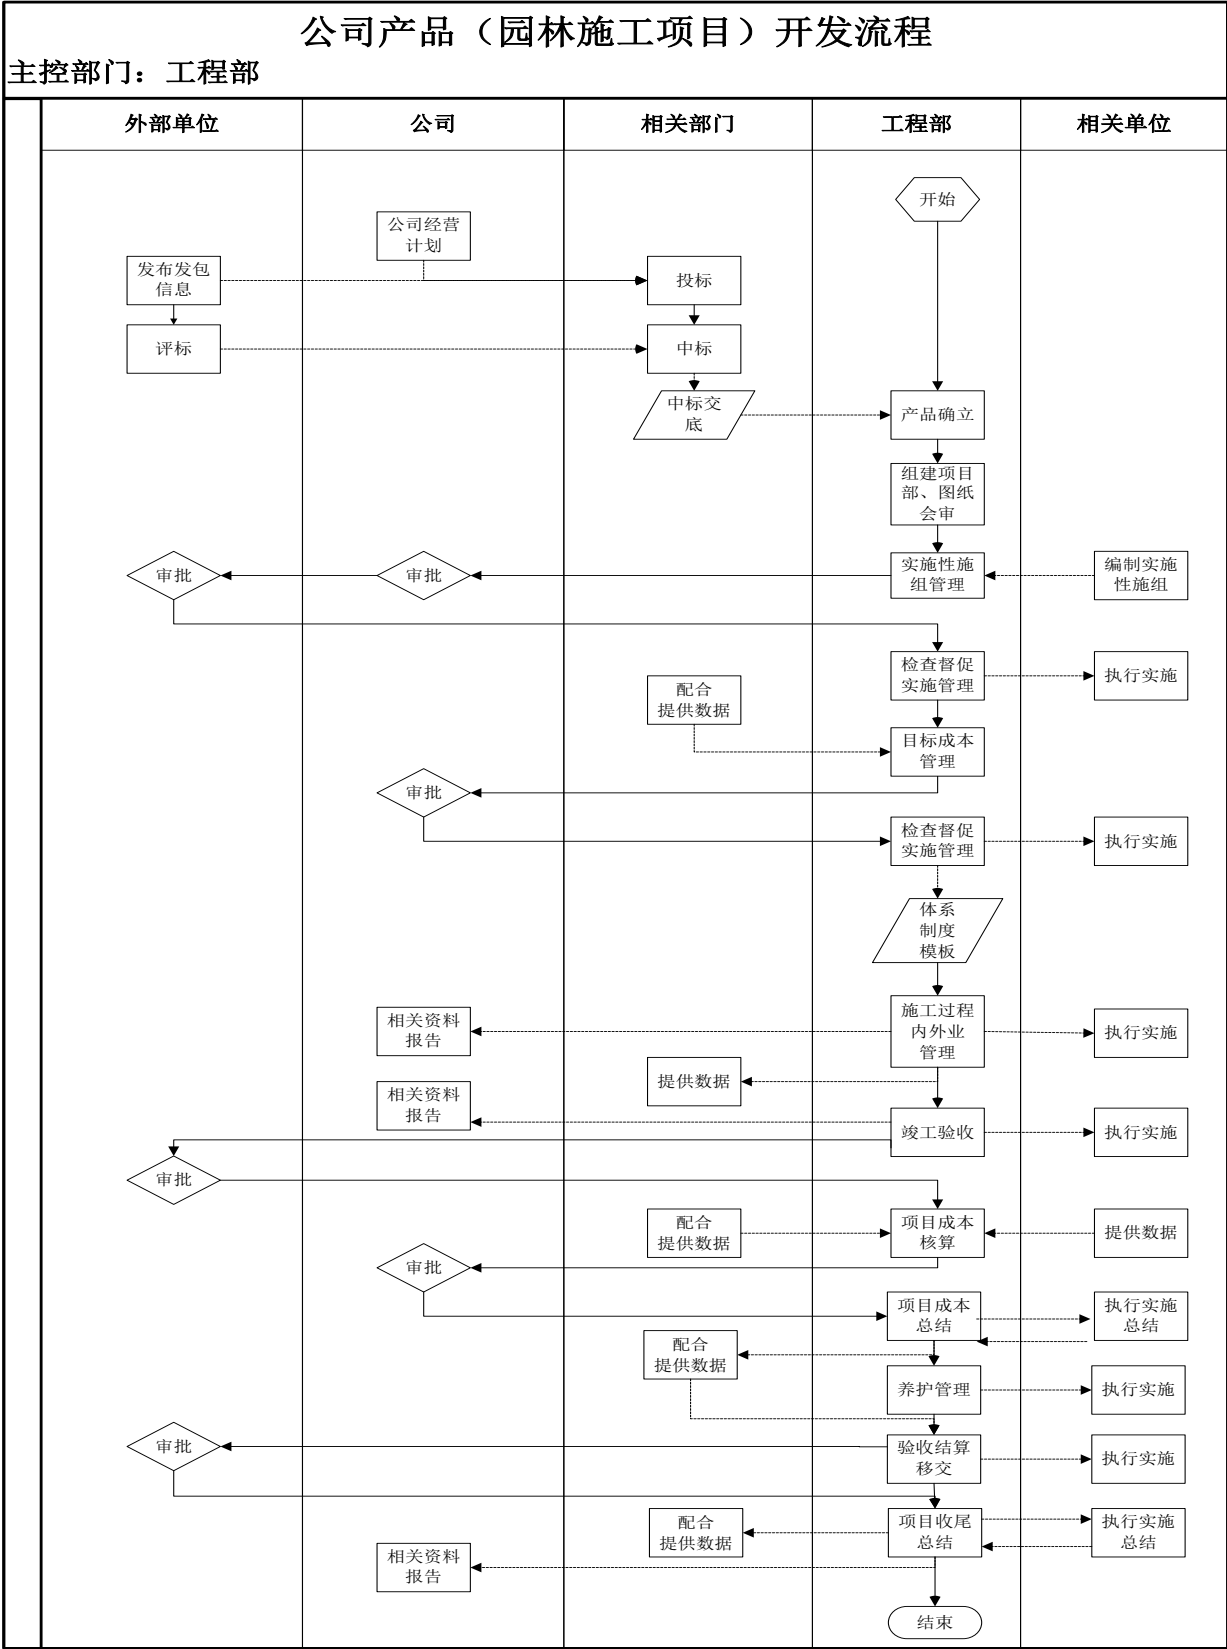 公司产品（园林施工项目）开发流程
主控部门：工程部
外部单位
公司
相关部门
工程部
相关单位
开始
公司经营
计划
发布发包
信息
投标
评标
中标
中标交
底
产品确立
组建项目
部、图纸
会审
审批
审批
实施性施
组管理
编制实施
性施组
检查督促
实施管理
执行实施
配合
提供数据
目标成本
管理
审批
检查督促
实施管理
执行实施
体系
制度
模板
相关资料
报告
施工过程
内外业
管理
执行实施
提供数据
相关资料
报告
竣工验收
执行实施
审批
配合
提供数据
项目成本
核算
提供数据
审批
项目成本
总结
执行实施
总结
配合
提供数据
养护管理
执行实施
审批
验收结算
移交
执行实施
配合
提供数据
项目收尾
总结
执行实施
总结
相关资料
报告
结束